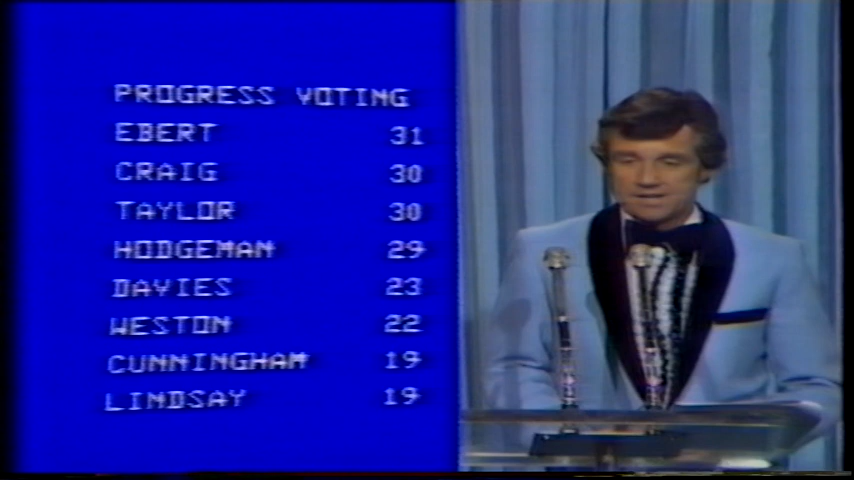 PROGRESS VOTING
EBERT 31
CRAIG 30
TAYLOR 30
HODGEMAN 29
DAVIES 23
WESTON 22
CUNNINGHAM 19
LINDSAY 19